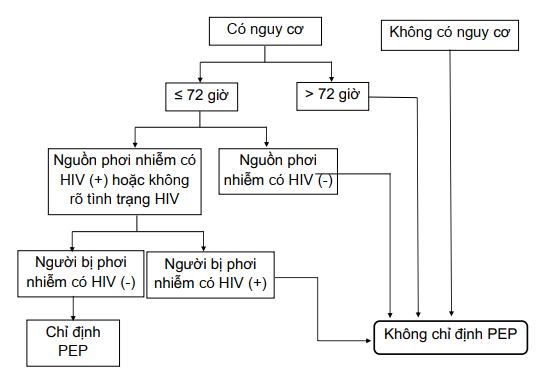 Có nguy cơ
Không có nguy cơ
≤ 72 giờ
> 72 giờ
Nguồn phơi nhiễm có
HIV (+) hoặc không
rõ tình trạng HIV
Nguồn phơi
nhiễm có HIV (-)
Người bị phơi
nhiễm có HIV (-)
Người bị phơi
nhiễm có HIV (+)
Chỉ định
PEP
Không chỉ định PEP